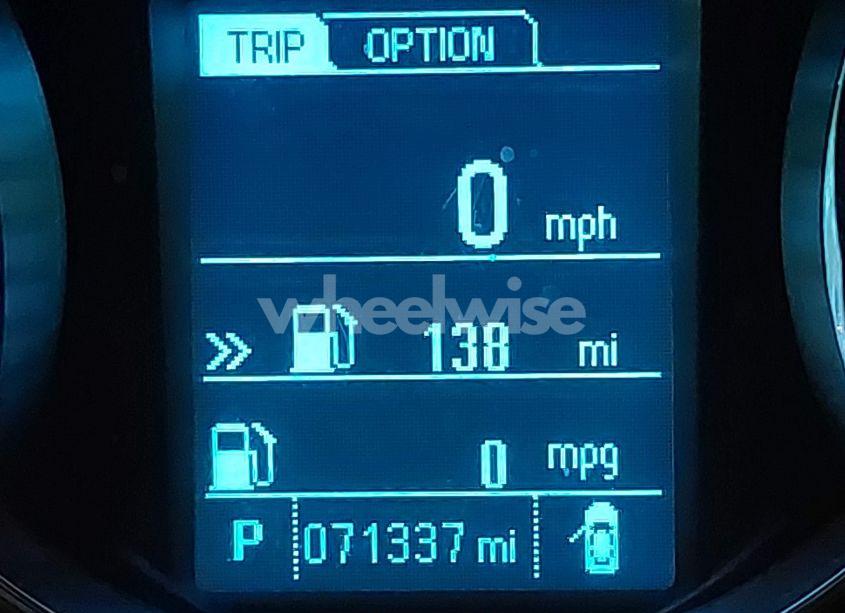 TRIP OPTION
0 mph
wheelwise
» 138 mi
0 mpg
P 071337 mi